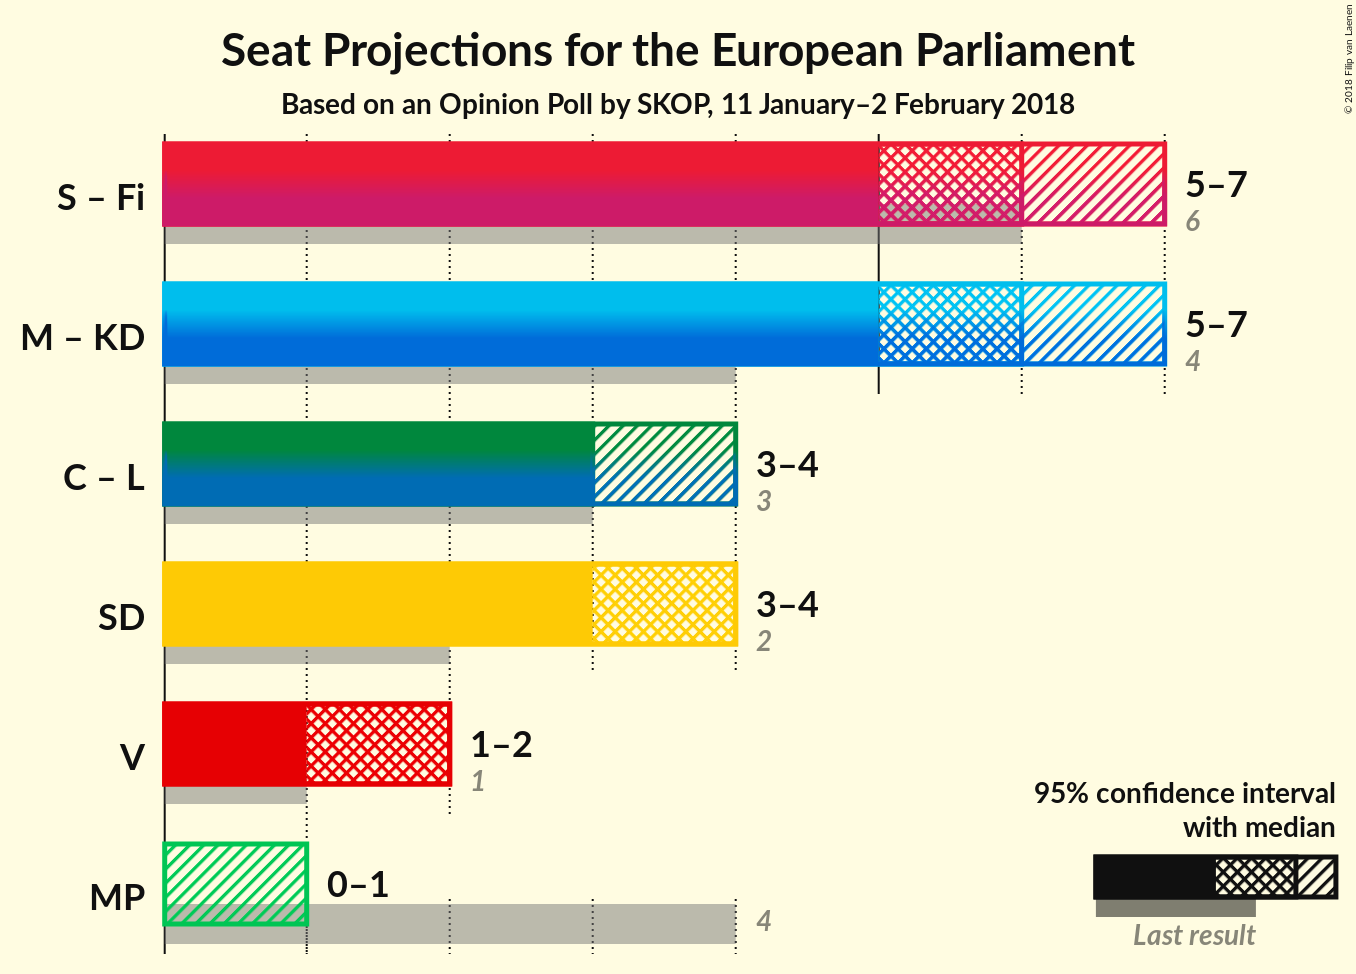 Seat Projections for the European Parliament
Based on an Opinion Poll by SKOP, 11 January–2 February 2018
© 2018 Filip van Laenen
S – Fi
5–7
6
M – KD
5–7
4
C – L
3–4
3
SD
3–4
2
V
1–2
1
MP
0–1
4
95% confidence interval
with median
Last result